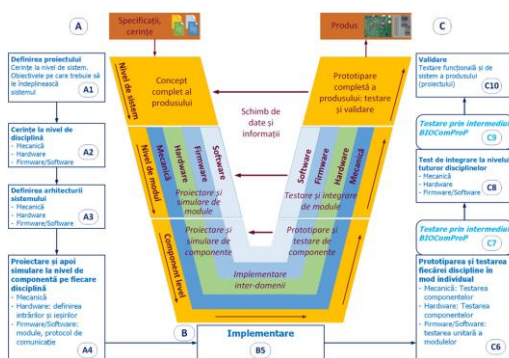 A
Specificații,
cerințe
Produs
C
Definirea proiectului
Cerințe la nivel de sistem.
Obiectivele pe care trebuie să
le îndeplinească
sistemul
A1
Cerințe la nivel de
disciplină
- Mecanică
- Hardware
- Firmware/Software
A2
Definirea arhitecturii
sistemului
- Mecanică
- Hardware
- Firmware/Software
A3
Proiectare și apoi
simulare la nivel de
componentă pe fiecare
disciplină
- Mecanică
- Hardware: definirea
intrărilor și ieșirilor
- Firmware/Software:
module, protocol de
comunicație
A4
Nivel de sistem
Concept
complet al
produsului
Schimb de
date și
informații
Prototipare
completă a
produsului: testare
și validare
Nivel de modul
Mecanică
Hardware
Firmware
Software
Proiectare și
simulare de module
Software
Firmware
Hardware
Mecanică
Testare și integrare
de module
Component level
Proiectare și
simulare de
componente
Prototipare și
testare de
componente
Implementare
inter-domenii
B
Implementare
B5
Validare
Testare funcțională și
de sistem a produsului
(proiectului)
C10
Testare prin intermediul
BIOComProP
C9
Test de integrare la nivelul
tuturor disciplinelor
- Mecanică
- Hardware
- Firmware/Software
C8
Testare prin intermediul
BIOComProP
C7
Prototiparea și testarea
fiecărei discipline în
mod individual
- Mecanică: Testarea
componentelor
- Hardware: Testarea
componentelor
- Firmware/Software:
testarea unitară a
modulelor
C6